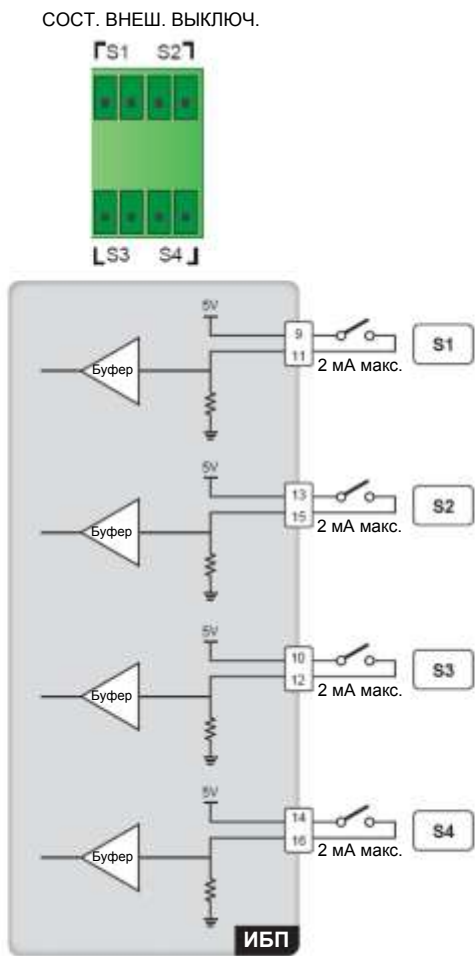 СОСТ. ВНЕШ. ВЫКЛЮЧ.
S1 S2
S3 S4
5V
9
11
Буфер
2 мА макс.
S1
5V
13
15
Буфер
2 мА макс.
S2
5V
10
12
Буфер
2 мА макс.
S3
5V
14
16
Буфер
2 мА макс.
S4
ИБП